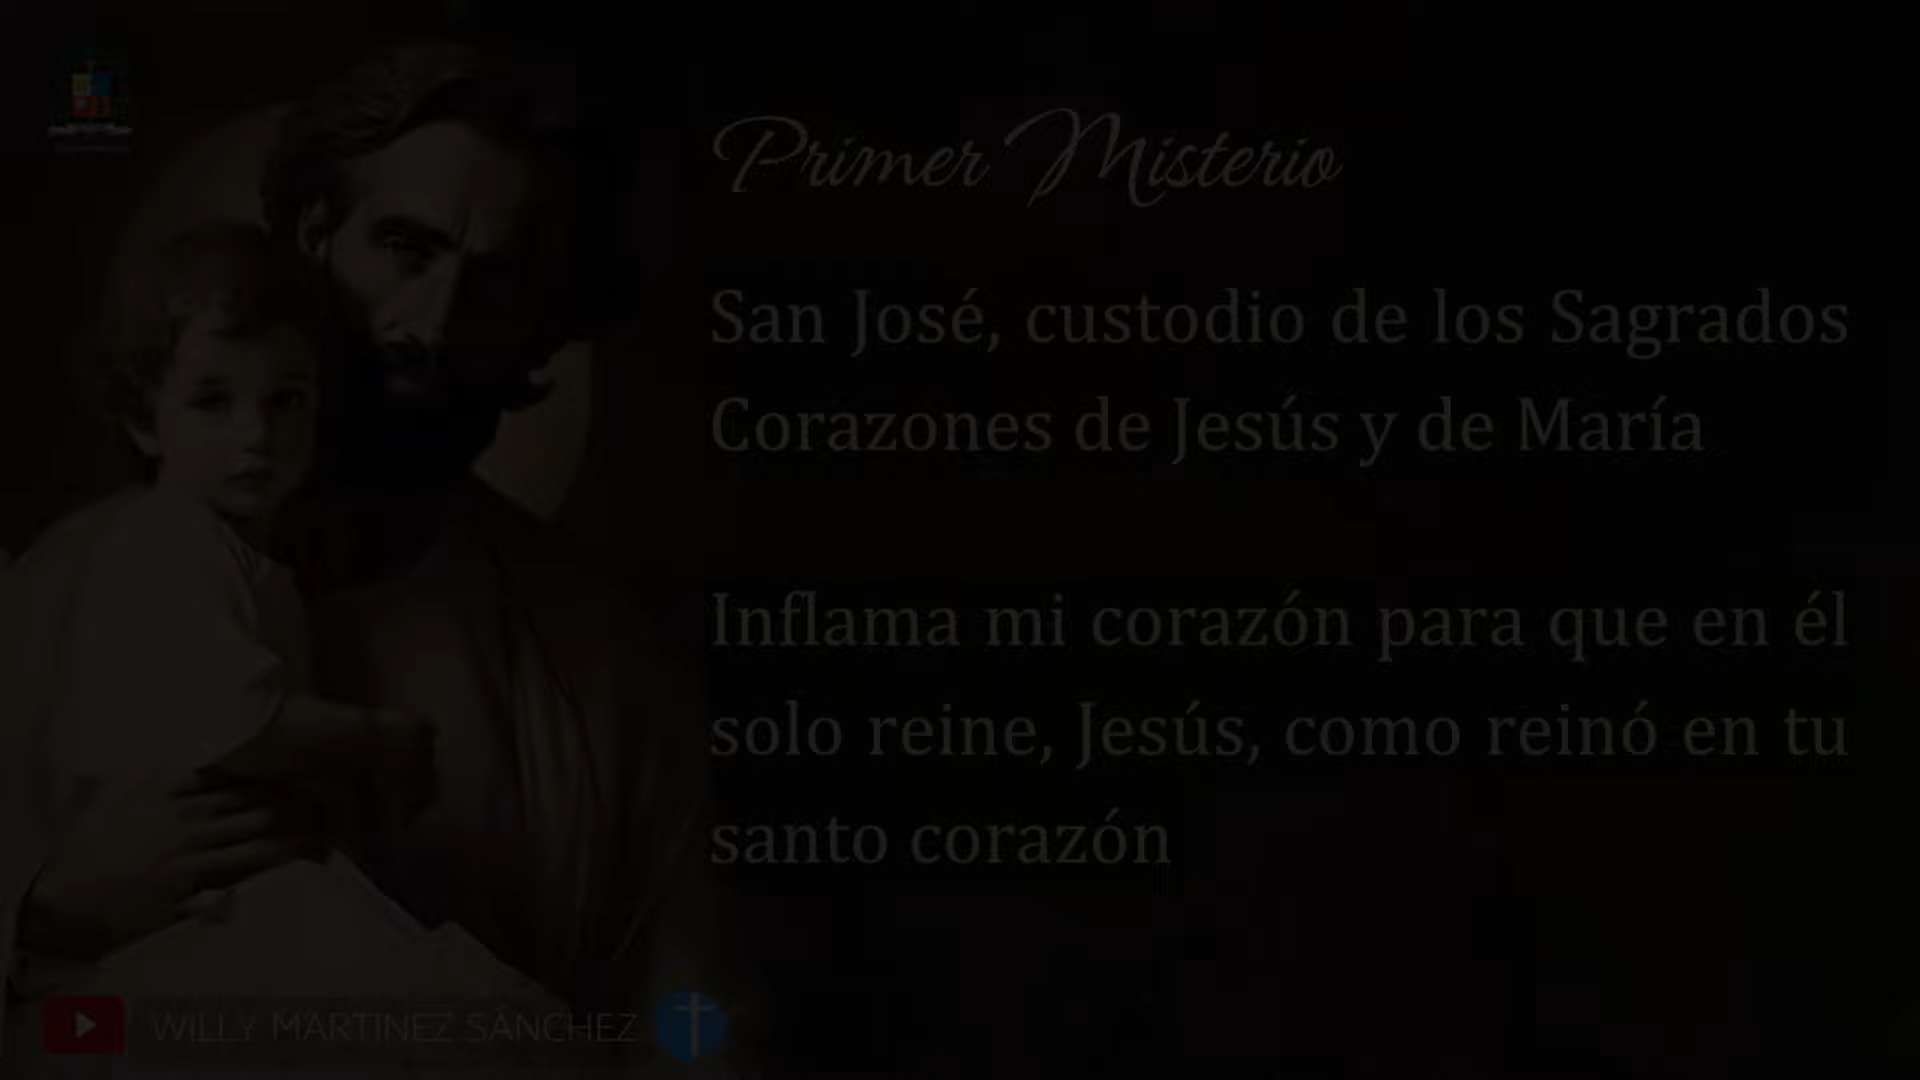 Primer Misterio
San José, custodio de los Sagrados
Corazones de Jesús y de María
Inflama mi corazón para que en él
solo reine, Jesús, como reinó en tu
santo corazón
WILLY MARTINEZ SÁNCHEZ